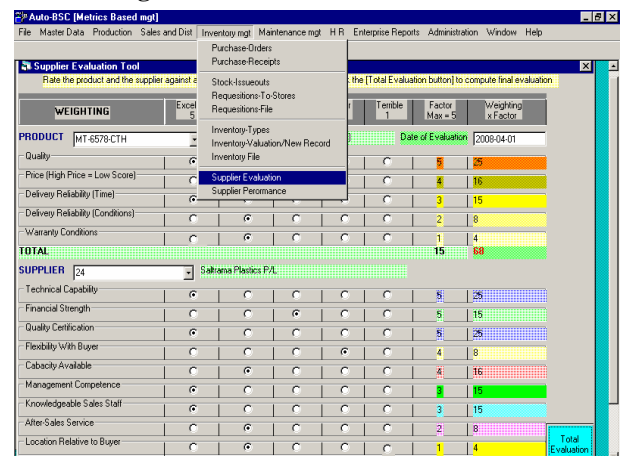 Auto-BSC [Metrics Based mgt]
File Master Data Production Sales and Dist Inventory mgt Maintenance mgt H R Enterprise Reports Administration Window Help
Purchase-Orders
Purchase-Receipts
Stock-Issueouts
Requesitions-To-Stores
Requesitions-File
Inventory-Types
Inventory-Valuation/New Record
Inventory File
Supplier Evaluation
Supplier Perormance
Supplier Evaluation Tool
Rate the product and the supplier against a the [Total Evaluation button] to compute final evaluation
WEIGHTING Excel 5 r Terrible 1 Factor Max = 5 Weighting x Factor
PRODUCT MT-6578-CTH Date of Evaluation 2008-04-01
Quality 5 25
Price (High Price = Low Score) 4 16
Delivery Reliability (Time) 3 15
Delivery Reliability (Conditions) 2 8
Warranty Conditions 1 4
TOTAL 15 68
SUPPLIER 24 Saltrama Plastics P/L
Technical Capability 5 25
Financial Strength 5 15
Quality Certification 5 25
Flexibility With Buyer 4 8
Cabacity Available 4 16
Management Competence 3 15
Knowledgeable Sales Staff 3 15
After-Sales Service 2 8
Location Relative to Buyer 1 4
Total
Evaluation